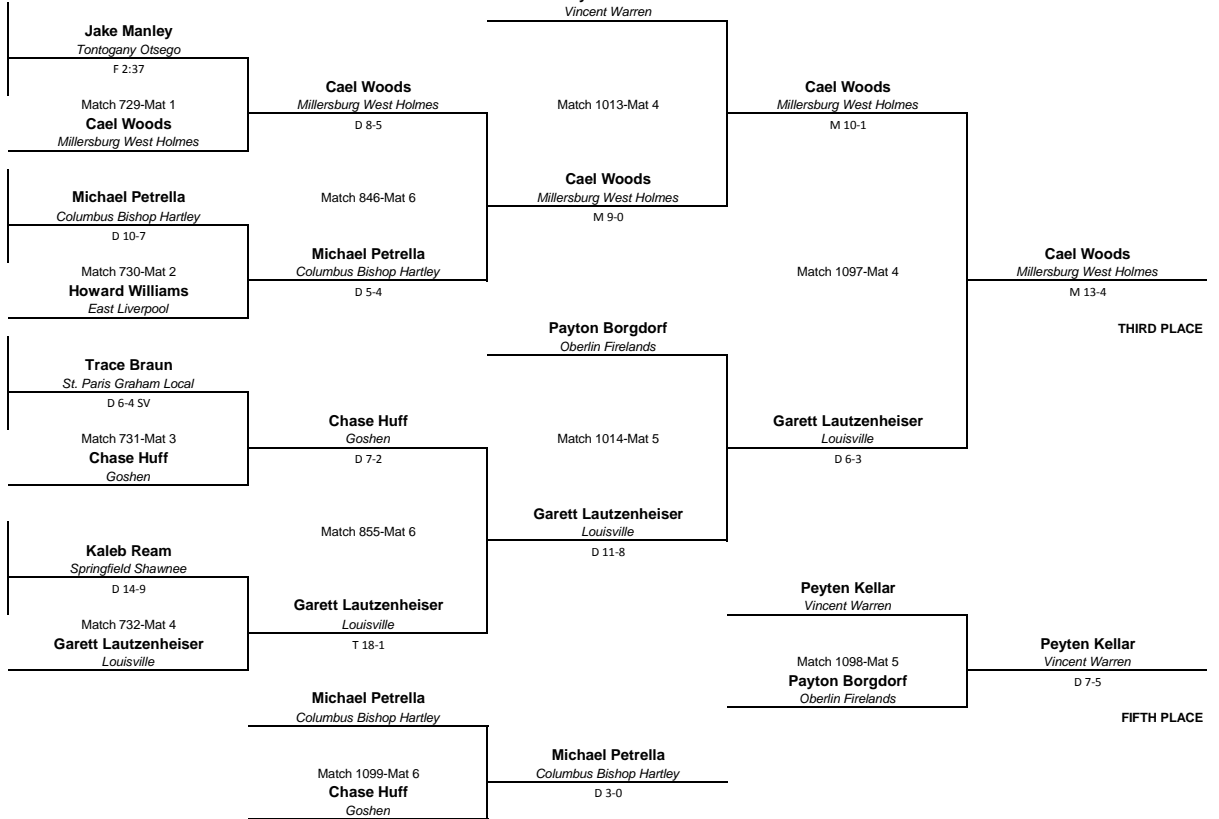 Vincent Warren
Jake Manley
Tontogany Otsego
F 2:37
Match 729-Mat 1
Cael Woods
Millersburg West Holmes
Cael Woods
Millersburg West Holmes
D 8-5
Match 1013-Mat 4
Cael Woods
Millersburg West Holmes
M 10-1
Michael Petrella
Columbus Bishop Hartley
D 10-7
Match 730-Mat 2
Howard Williams
East Liverpool
Match 846-Mat 6
Cael Woods
Millersburg West Holmes
M 9-0
Michael Petrella
Columbus Bishop Hartley
D 5-4
Match 1097-Mat 4
Cael Woods
Millersburg West Holmes
M 13-4
THIRD PLACE
Trace Braun
St. Paris Graham Local
D 6-4 SV
Match 731-Mat 3
Chase Huff
Goshen
Chase Huff
Goshen
D 7-2
Payton Borgdorf
Oberlin Firelands
Match 1014-Mat 5
Garett Lautzenheiser
Louisville
D 6-3
Kaleb Ream
Springfield Shawnee
D 14-9
Match 732-Mat 4
Garett Lautzenheiser
Louisville
Match 855-Mat 6
Garett Lautzenheiser
Louisville
D 11-8
Garett Lautzenheiser
Louisville
T 18-1
Peyten Kellar
Vincent Warren
Match 1098-Mat 5
Payton Borgdorf
Oberlin Firelands
Peyten Kellar
Vincent Warren
D 7-5
FIFTH PLACE
Michael Petrella
Columbus Bishop Hartley
Match 1099-Mat 6
Chase Huff
Goshen
Michael Petrella
Columbus Bishop Hartley
D 3-0